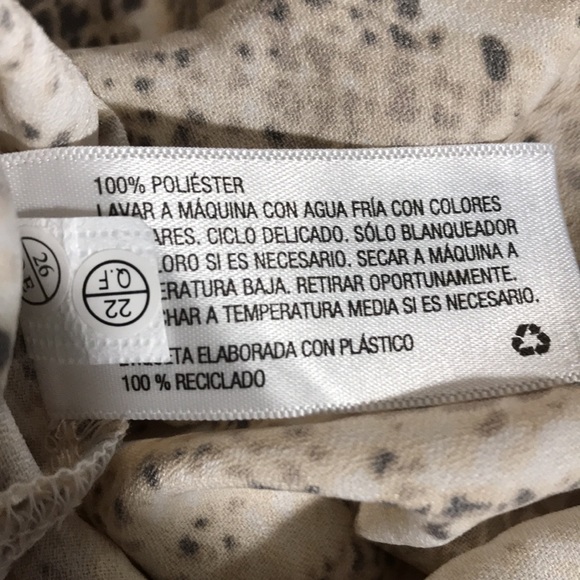 100% POLIÉSTER
LAVAR A MÁQUINA CON AGUA FRÍA CON COLORES
ARES. CICLO DELICADO. SÓLO BLANQUEADOR
LORO SI ES NECESARIO. SECAR A MÁQUINA A
ERATURA BAJA. RETIRAR OPORTUNAMENTE.
CHAR A TEMPERATURA MEDIA SI ES NECESARIO.
ETIQUETA ELABORADA CON PLÁSTICO
100 % RECICLADO
26
22
Q.F